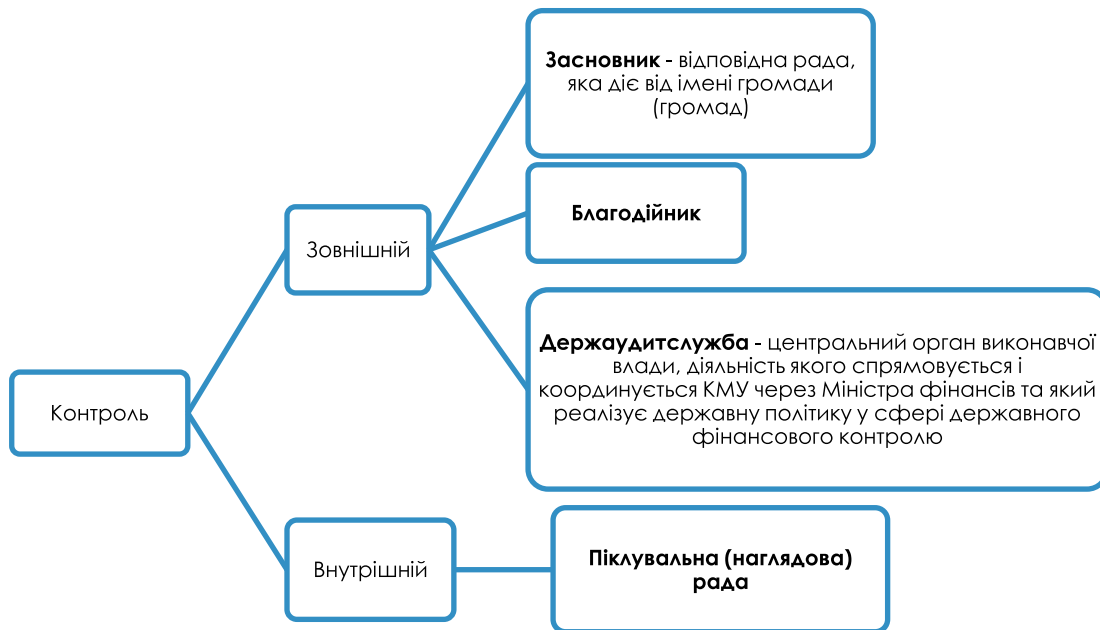 Засновник - відповідна рада,
яка діє від імені громади
(громад)
Благодійник
Зовнішній
Держаудитслужба - центральний орган виконавчої
влади, діяльність якого спрямовується і
координується КМУ через Міністра фінансів та який
реалізує державну політику у сфері державного
фінансового контролю
Контроль
Внутрішній
Піклувальна (наглядова)
рада